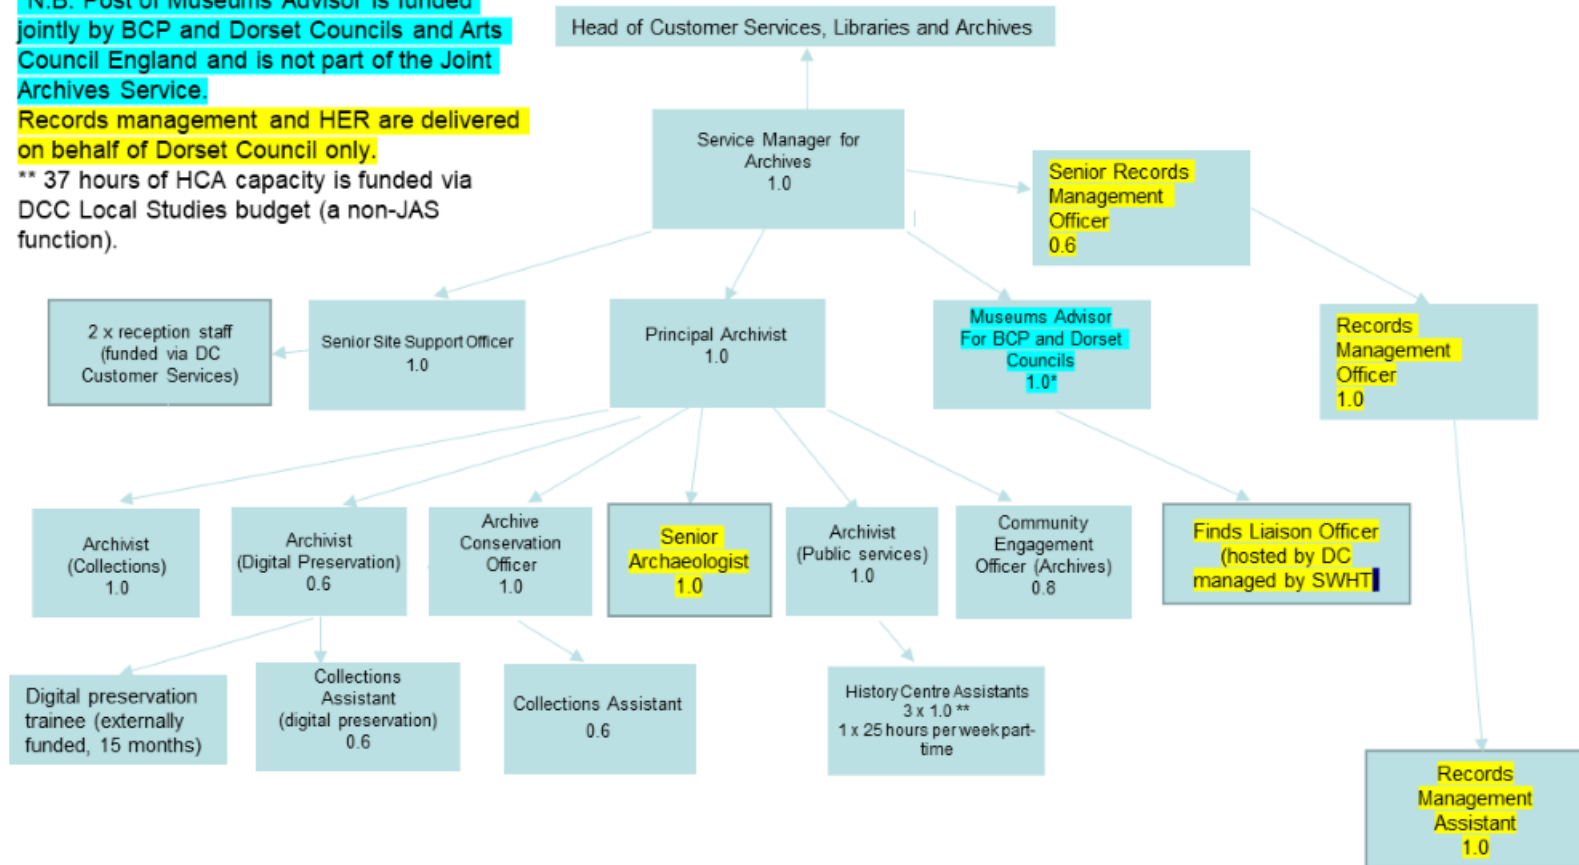 N.B. Post of Museums Advisor is funded
jointly by BCP and Dorset Councils and Arts
Council England and is not part of the Joint
Archives Service.
Records management and HER are delivered
on behalf of Dorset Council only.
** 37 hours of HCA capacity is funded via
DCC Local Studies budget (a non-JAS
function).
Head of Customer Services, Libraries and Archives
Service Manager for
Archives
1.0
Senior Records
Management
Officer
0.6
2 x reception staff
(funded via DC
Customer Services)
Senior Site Support Officer
1.0
Principal Archivist
1.0
Museums Advisor
For BCP and Dorset
Councils
1.0*
Records
Management
Officer
1.0
Archivist
(Collections)
1.0
Archivist
(Digital Preservation)
0.6
Archive
Conservation
Officer
1.0
Senior
Archaeologist
1.0
Archivist
(Public services)
1.0
Community
Engagement
Officer (Archives)
0.8
Finds Liaison Officer
(hosted by DC
managed by SWHT
Digital preservation
trainee (externally
funded, 15 months)
Collections
Assistant
(digital preservation)
0.6
Collections Assistant
0.6
History Centre Assistants
3 x 1.0 **
1 x 25 hours per week part-
time
Records
Management
Assistant
1.0